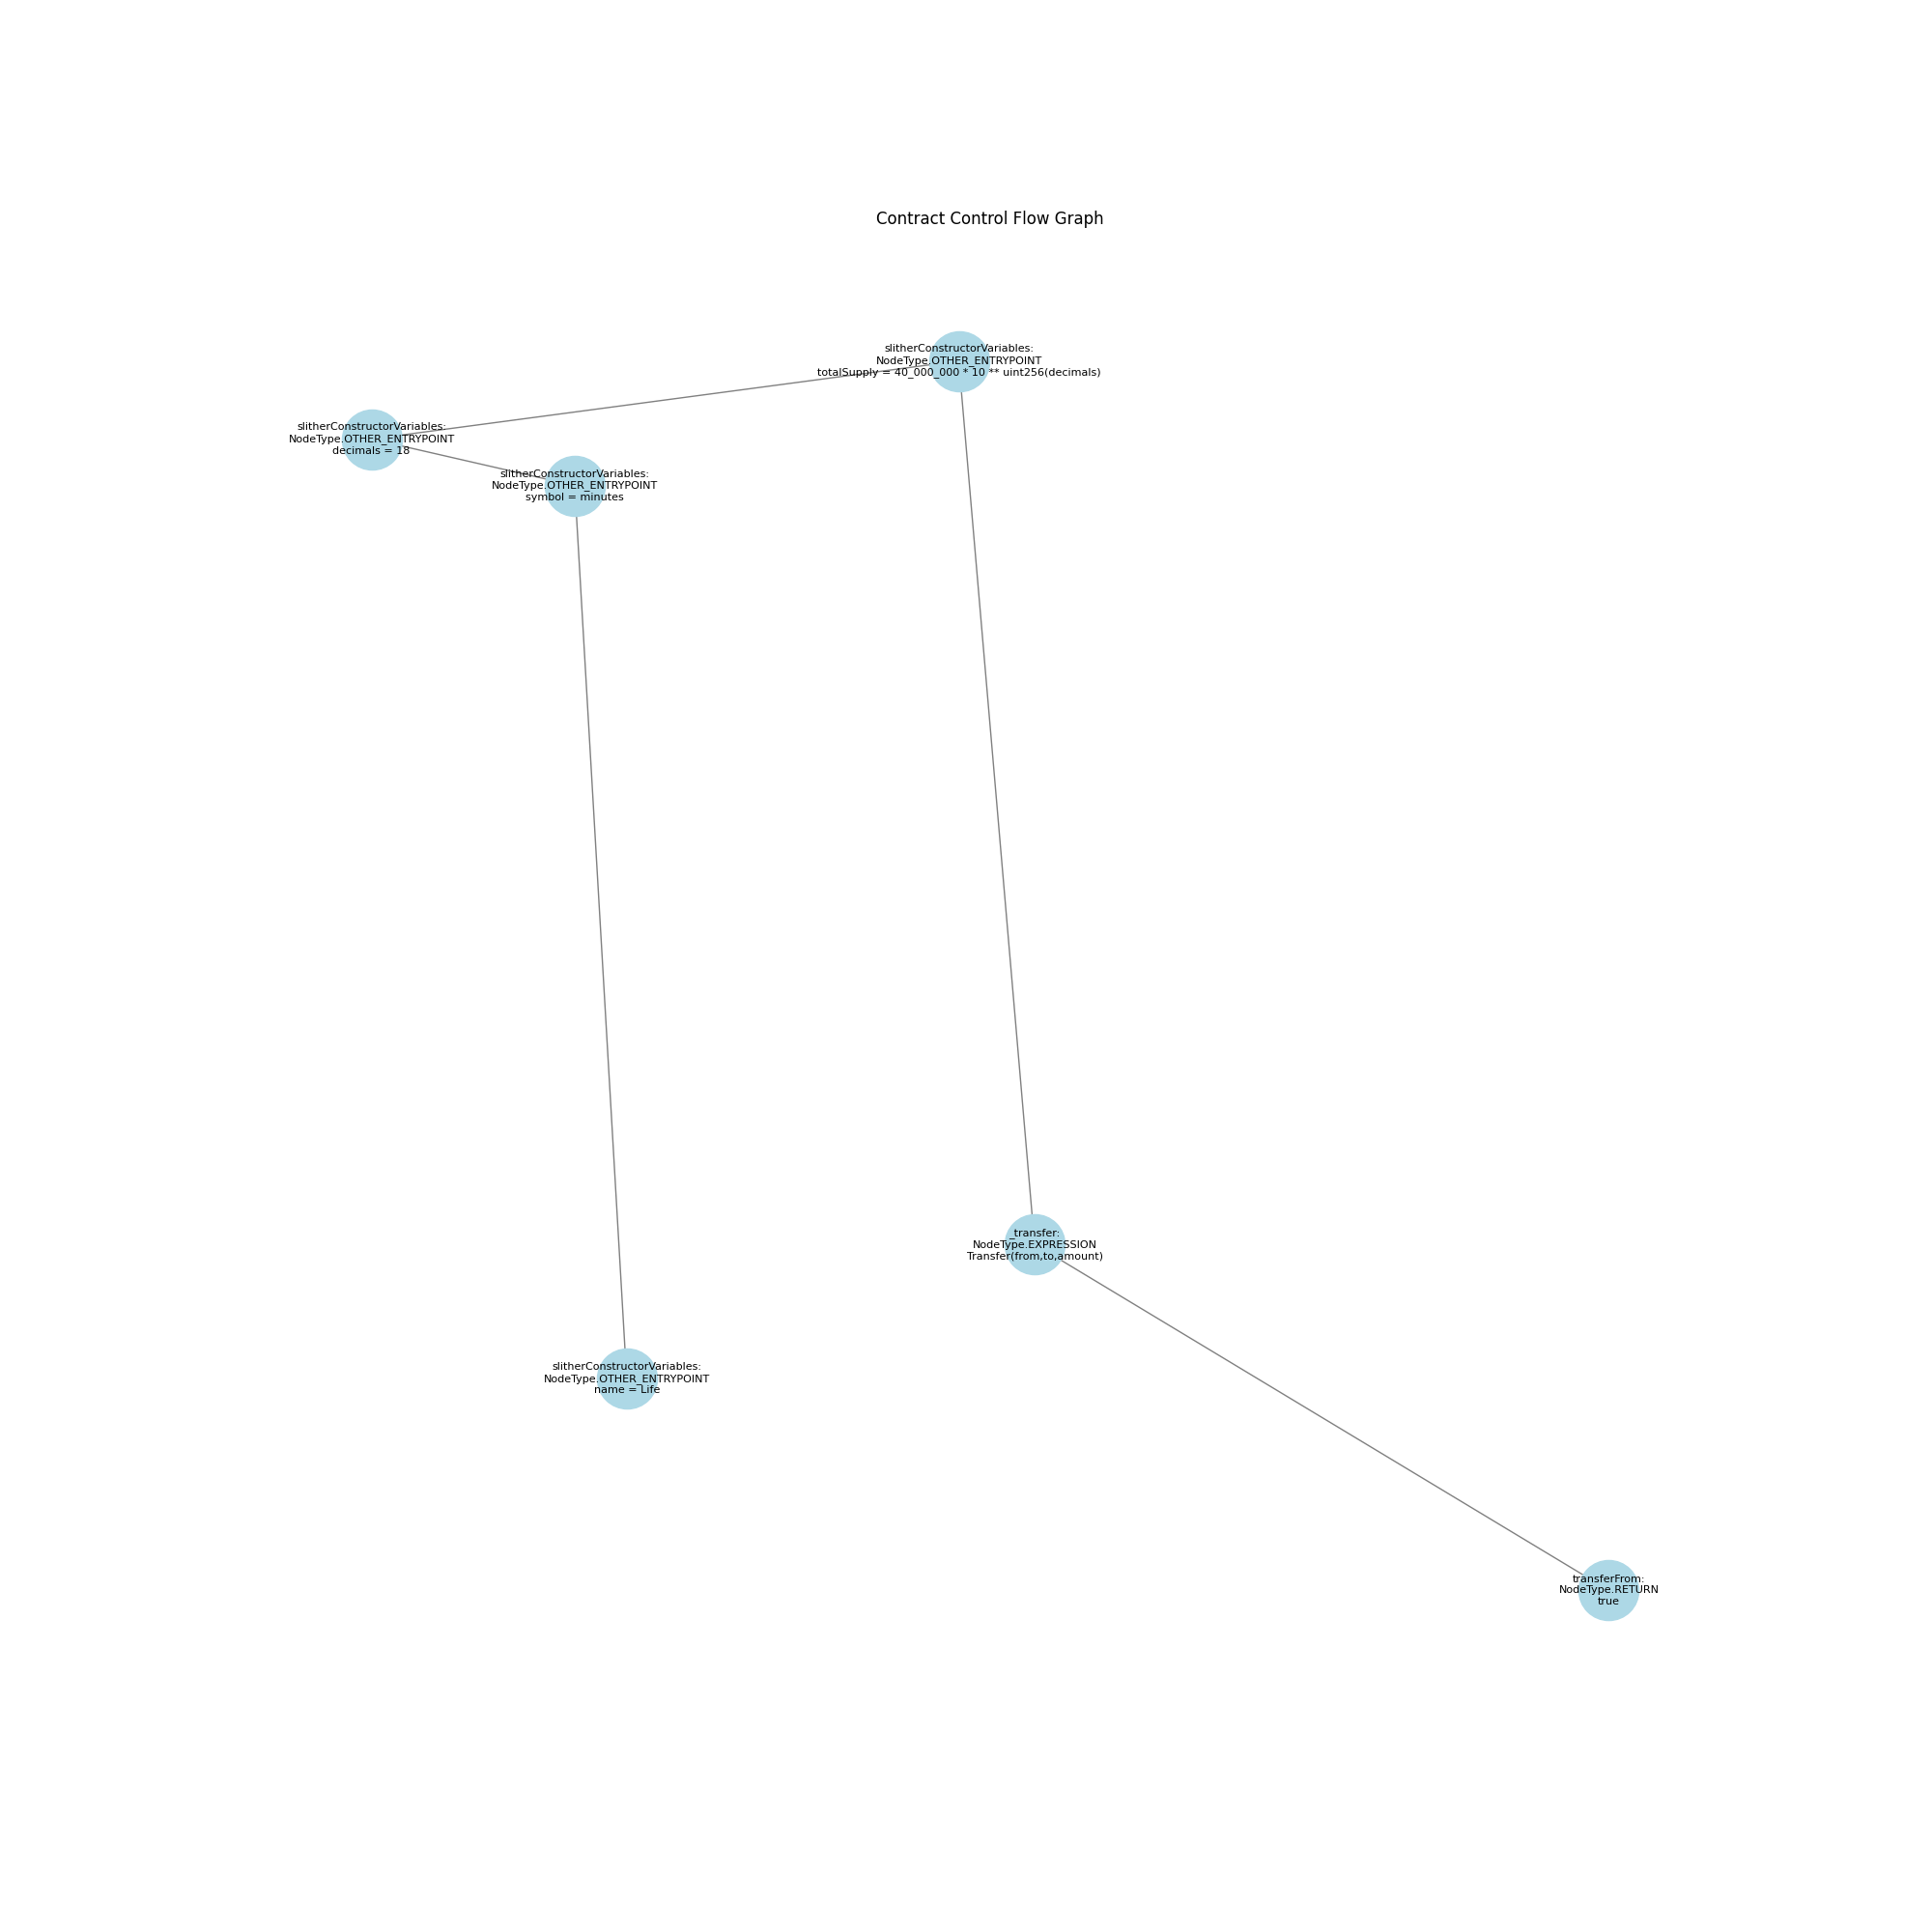 Contract Control Flow Graph
slitherConstructorVariables:
NodeType.OTHER_ENTRYPOINT
totalSupply = 40_000_000 * 10 ** uint256(decimals)
slitherConstructorVariables:
NodeType.OTHER_ENTRYPOINT
decimals = 18
slitherConstructorVariables:
NodeType.OTHER_ENTRYPOINT
symbol = minutes
_transfer:
NodeType.EXPRESSION
Transfer(from,to,amount)
slitherConstructorVariables:
NodeType.OTHER_ENTRYPOINT
name = Life
transferFrom:
NodeType.RETURN
true